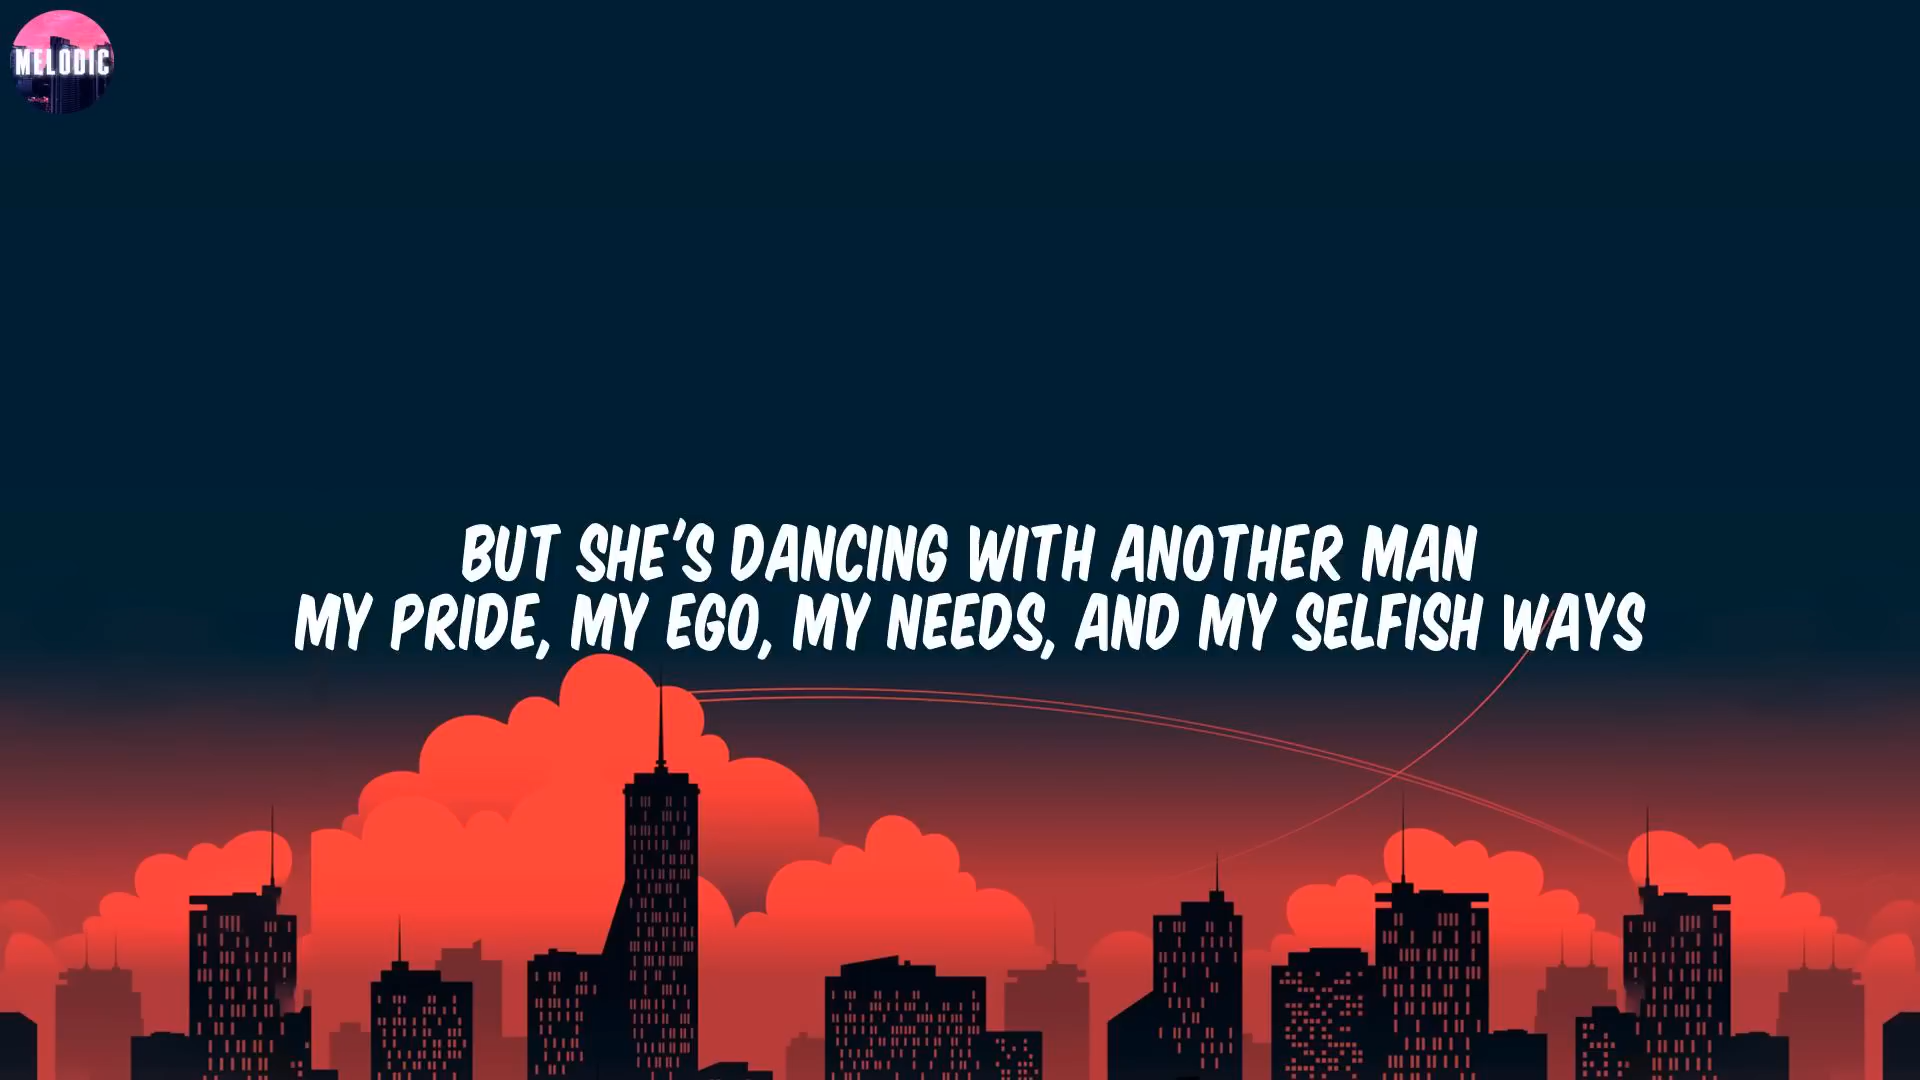 MELODIC
BUT SHE'S DANCING WITH ANOTHER MAN
MY PRIDE, MY EGO, MY NEEDS, AND MY SELFISH WAYS